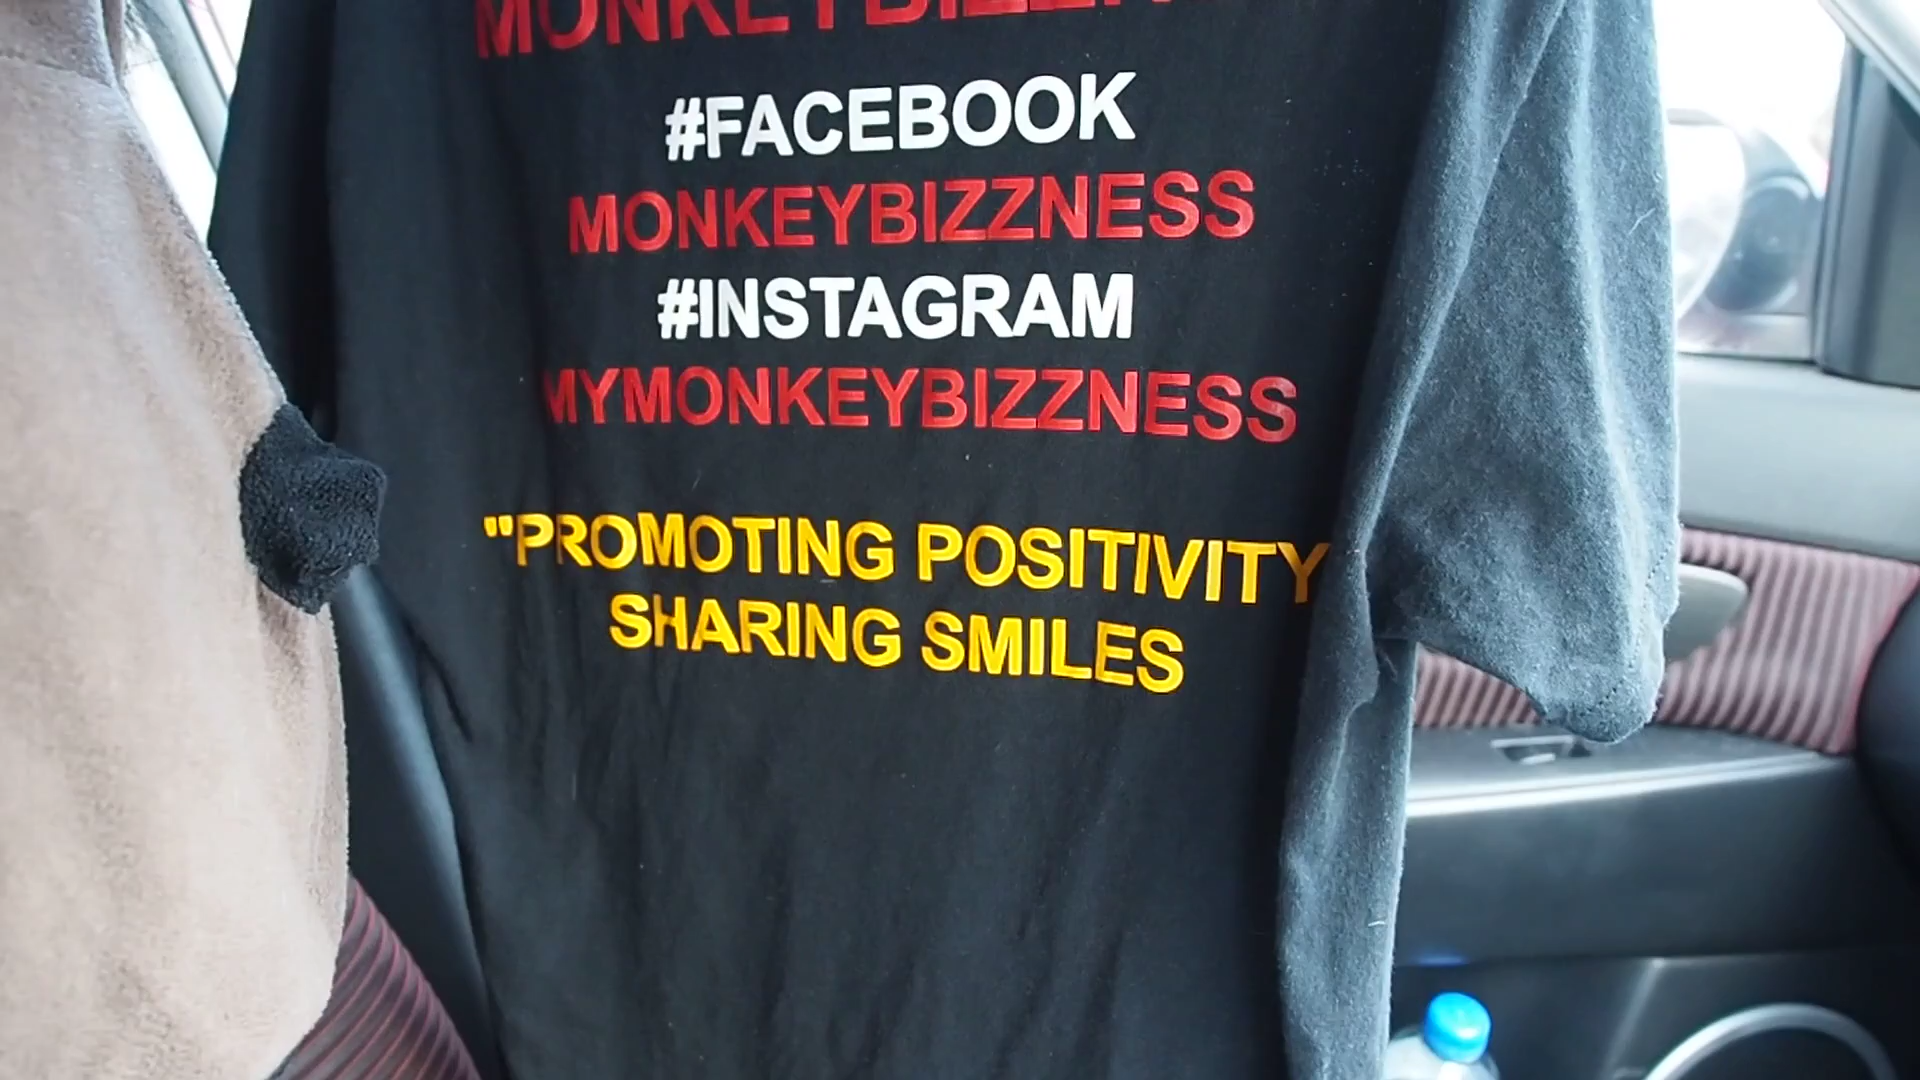 #FACEBOOK
MONKEYBIZZNESS
#INSTAGRAM
MYMONKEYBIZZNESS
"PROMOTING POSITIVITY
SHARING SMILES